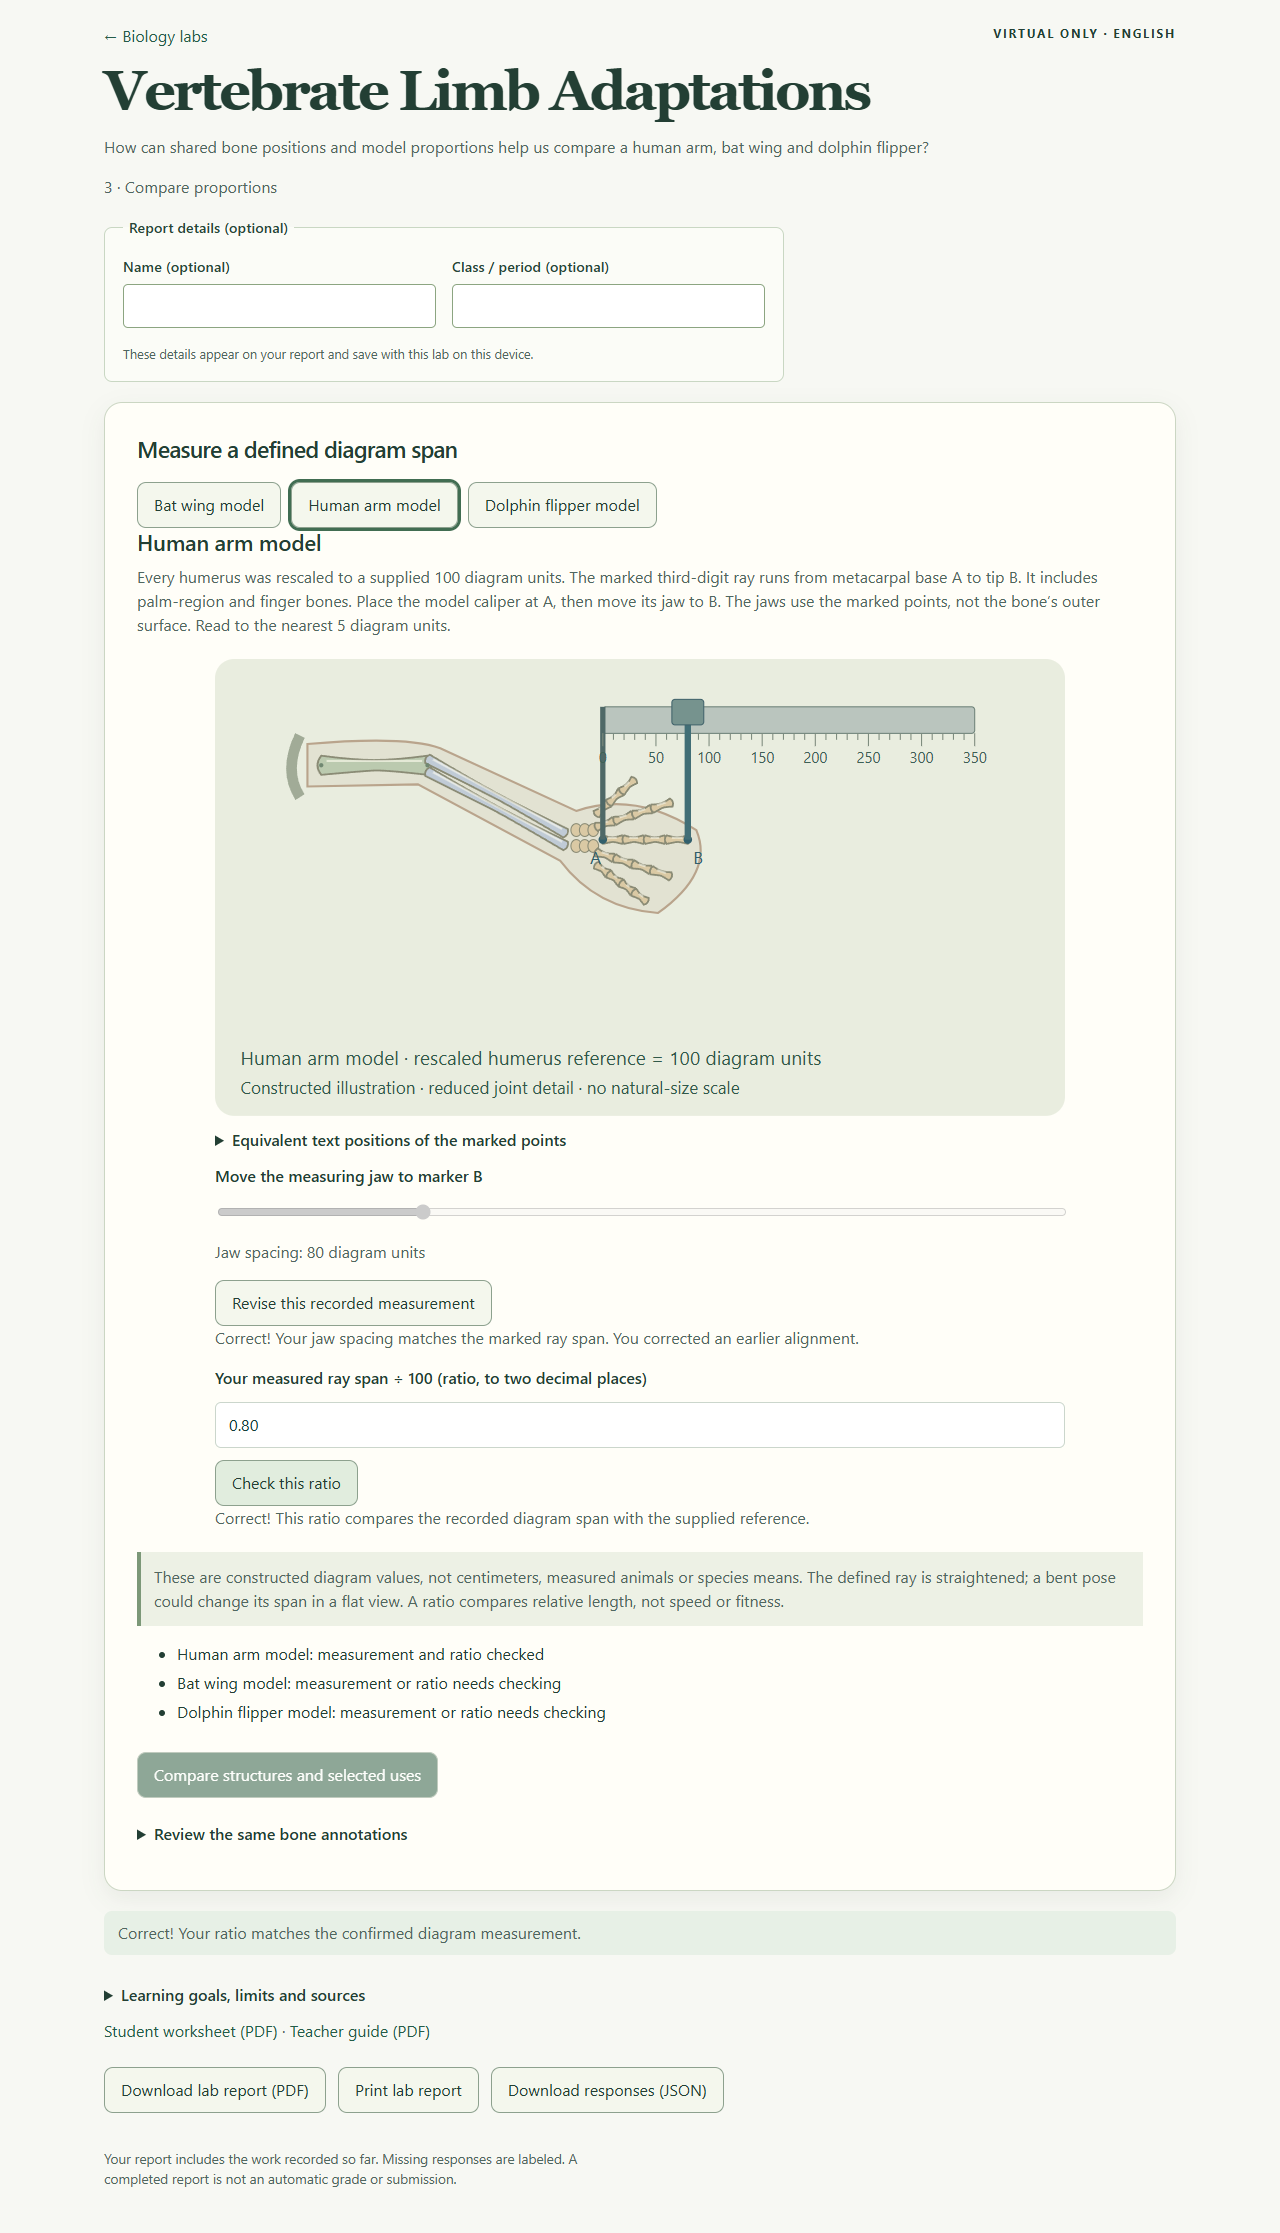 ← Biology labs
VIRTUAL ONLY · ENGLISH
Vertebrate Limb Adaptations
How can shared bone positions and model proportions help us compare a human arm, bat wing and dolphin flipper?
3 · Compare proportions
Report details (optional)
Name (optional)
Class / period (optional)
These details appear on your report and save with this lab on this device.
Measure a defined diagram span
Bat wing model
Human arm model
Dolphin flipper model
Human arm model
Every humerus was rescaled to a supplied 100 diagram units. The marked third-digit ray runs from metacarpal base A to tip B. It includes
palm-region and finger bones. Place the model caliper at A, then move its jaw to B. The jaws use the marked points, not the bone's outer
surface. Read to the nearest 5 diagram units.
0 50 100 150 200 250 300 350
A B
Human arm model · rescaled humerus reference = 100 diagram units
Constructed illustration · reduced joint detail · no natural-size scale
▶ Equivalent text positions of the marked points
Move the measuring jaw to marker B
Jaw spacing: 80 diagram units
Revise this recorded measurement
Correct! Your jaw spacing matches the marked ray span. You corrected an earlier alignment.
Your measured ray span ÷ 100 (ratio, to two decimal places)
0.80
Check this ratio
Correct! This ratio compares the recorded diagram span with the supplied reference.
These are constructed diagram values, not centimeters, measured animals or species means. The defined ray is straightened; a bent pose
could change its span in a flat view. A ratio compares relative length, not speed or fitness.
• Human arm model: measurement and ratio checked
• Bat wing model: measurement or ratio needs checking
• Dolphin flipper model: measurement or ratio needs checking
Compare structures and selected uses
▶ Review the same bone annotations
Correct! Your ratio matches the confirmed diagram measurement.
▶ Learning goals, limits and sources
Student worksheet (PDF) · Teacher guide (PDF)
Download lab report (PDF)
Print lab report
Download responses (JSON)
Your report includes the work recorded so far. Missing responses are labeled. A
completed report is not an automatic grade or submission.